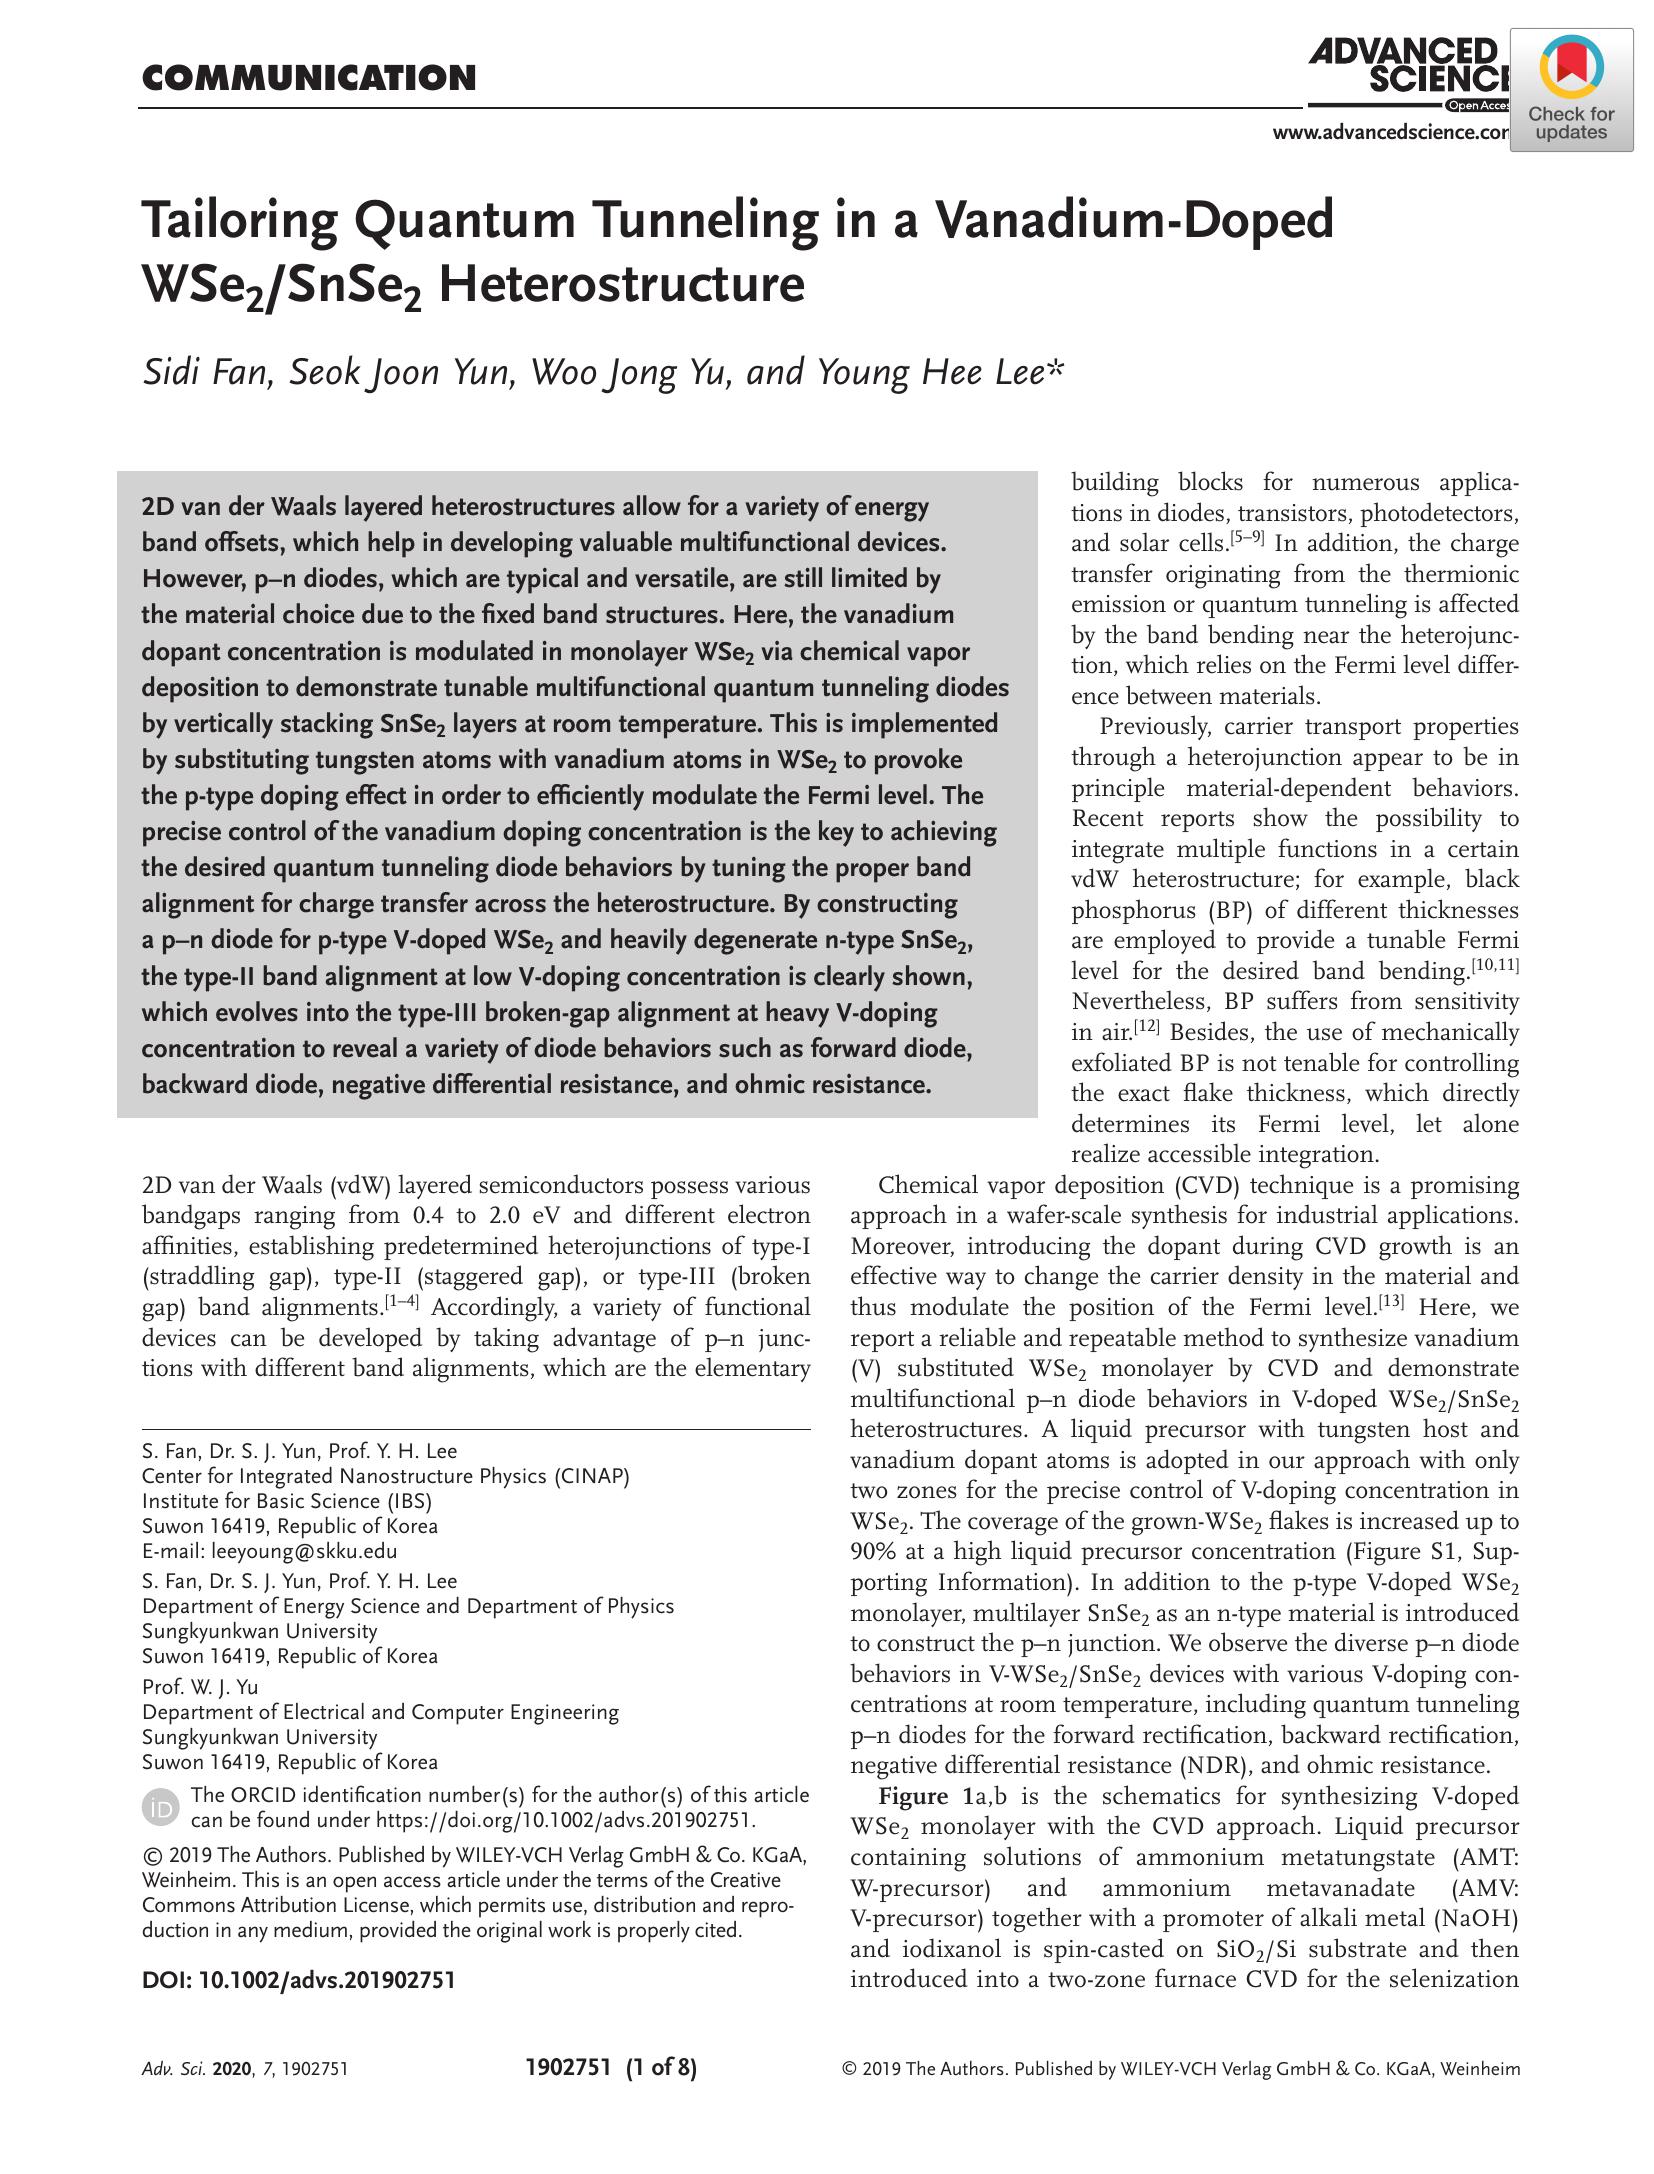 COMMUNICATION
ADVANCED
SCIENCE
Open Acces
www.advancedscience.com
Check for
updates
Tailoring Quantum Tunneling in a Vanadium-Doped
WSe2/SnSe2 Heterostructure
Sidi Fan, Seok Joon Yun, Woo Jong Yu, and Young Hee Lee*
2D van der Waals layered heterostructures allow for a variety of energy
band offsets, which help in developing valuable multifunctional devices.
However, p–n diodes, which are typical and versatile, are still limited by
the material choice due to the fixed band structures. Here, the vanadium
dopant concentration is modulated in monolayer WSe2 via chemical vapor
deposition to demonstrate tunable multifunctional quantum tunneling diodes
by vertically stacking SnSe2 layers at room temperature. This is implemented
by substituting tungsten atoms with vanadium atoms in WSe2 to provoke
the p-type doping effect in order to efficiently modulate the Fermi level. The
precise control of the vanadium doping concentration is the key to achieving
the desired quantum tunneling diode behaviors by tuning the proper band
alignment for charge transfer across the heterostructure. By constructing
a p–n diode for p-type V-doped WSe2 and heavily degenerate n-type SnSe2,
the type-II band alignment at low V-doping concentration is clearly shown,
which evolves into the type-III broken-gap alignment at heavy V-doping
concentration to reveal a variety of diode behaviors such as forward diode,
backward diode, negative differential resistance, and ohmic resistance.
building blocks for numerous applica-
tions in diodes, transistors, photodetectors,
and solar cells.[5–9] In addition, the charge
transfer originating from the thermionic
emission or quantum tunneling is affected
by the band bending near the heterojunc-
tion, which relies on the Fermi level differ-
ence between materials.
Previously, carrier transport properties
through a heterojunction appear to be in
principle material-dependent behaviors.
Recent reports show the possibility to
integrate multiple functions in a certain
vdW heterostructure; for example, black
phosphorus (BP) of different thicknesses
are employed to provide a tunable Fermi
level for the desired band bending.[10,11]
Nevertheless, BP suffers from sensitivity
in air.[12] Besides, the use of mechanically
exfoliated BP is not tenable for controlling
the exact flake thickness, which directly
determines its Fermi level, let alone
realize accessible integration.
2D van der Waals (vdW) layered semiconductors possess various
bandgaps ranging from 0.4 to 2.0 eV and different electron
affinities, establishing predetermined heterojunctions of type-I
(straddling gap), type-II (staggered gap), or type-III (broken
gap) band alignments.[1–4] Accordingly, a variety of functional
devices can be developed by taking advantage of p–n junc-
tions with different band alignments, which are the elementary
S. Fan, Dr. S. J. Yun, Prof. Y. H. Lee
Center for Integrated Nanostructure Physics (CINAP)
Institute for Basic Science (IBS)
Suwon 16419, Republic of Korea
E-mail: leeyoung@skku.edu
S. Fan, Dr. S. J. Yun, Prof. Y. H. Lee
Department of Energy Science and Department of Physics
Sungkyunkwan University
Suwon 16419, Republic of Korea
Prof. W. J. Yu
Department of Electrical and Computer Engineering
Sungkyunkwan University
Suwon 16419, Republic of Korea
iD
The ORCID identification number(s) for the author(s) of this article
can be found under https://doi.org/10.1002/advs.201902751.
© 2019 The Authors. Published by WILEY-VCH Verlag GmbH & Co. KGaA,
Weinheim. This is an open access article under the terms of the Creative
Commons Attribution License, which permits use, distribution and repro-
duction in any medium, provided the original work is properly cited.
DOI: 10.1002/advs.201902751
Chemical vapor deposition (CVD) technique is a promising
approach in a wafer-scale synthesis for industrial applications.
Moreover, introducing the dopant during CVD growth is an
effective way to change the carrier density in the material and
thus modulate the position of the Fermi level.[13] Here, we
report a reliable and repeatable method to synthesize vanadium
(V) substituted WSe2 monolayer by CVD and demonstrate
multifunctional p–n diode behaviors in V-doped WSe2/SnSe2
heterostructures. A liquid precursor with tungsten host and
vanadium dopant atoms is adopted in our approach with only
two zones for the precise control of V-doping concentration in
WSe2. The coverage of the grown-WSe2 flakes is increased up to
90% at a high liquid precursor concentration (Figure S1, Sup-
porting Information). In addition to the p-type V-doped WSe2
monolayer, multilayer SnSe2 as an n-type material is introduced
to construct the p–n junction. We observe the diverse p–n diode
behaviors in V-WSe2/SnSe2 devices with various V-doping con-
centrations at room temperature, including quantum tunneling
p–n diodes for the forward rectification, backward rectification,
negative differential resistance (NDR), and ohmic resistance.
Figure 1a,b is the schematics for synthesizing V-doped
WSe2 monolayer with the CVD approach. Liquid precursor
containing solutions of ammonium metatungstate (AMT:
W-precursor) and ammonium metavanadate (AMV:
V-precursor) together with a promoter of alkali metal (NaOH)
and iodixanol is spin-casted on SiO2/Si substrate and then
introduced into a two-zone furnace CVD for the selenization
Adv. Sci. 2020, 7, 1902751
1902751 (1 of 8)
© 2019 The Authors. Published by WILEY-VCH Verlag GmbH & Co. KGaA, Weinheim